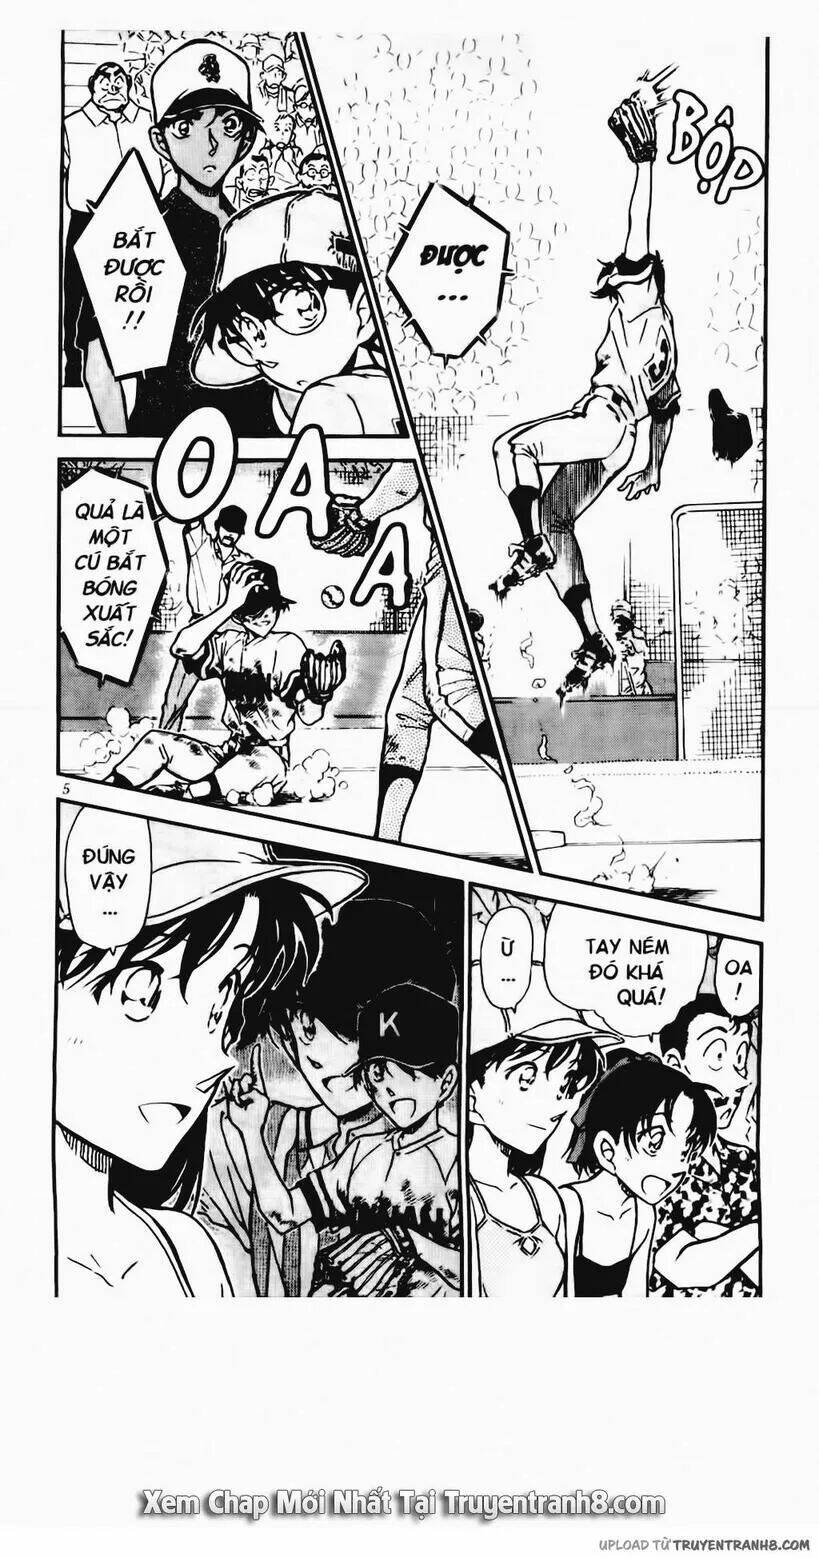 BỘP
ĐƯỢC
...
BẮT
ĐƯỢC
RỒI
!!
OAA
QUẢ LÀ
MỘT
CÚ BẮT
BÓNG
XUẤT
SẮC!
5
OA
!
TAY NÉM
ĐÓ KHÁ
QUÁ!
Ừ
...
ĐÚNG
VẬY
...
K
Xem Chap Mới Nhất Tại Truyentranh8.com
UPLOAD TỪ TRUYENTRANH8.COM